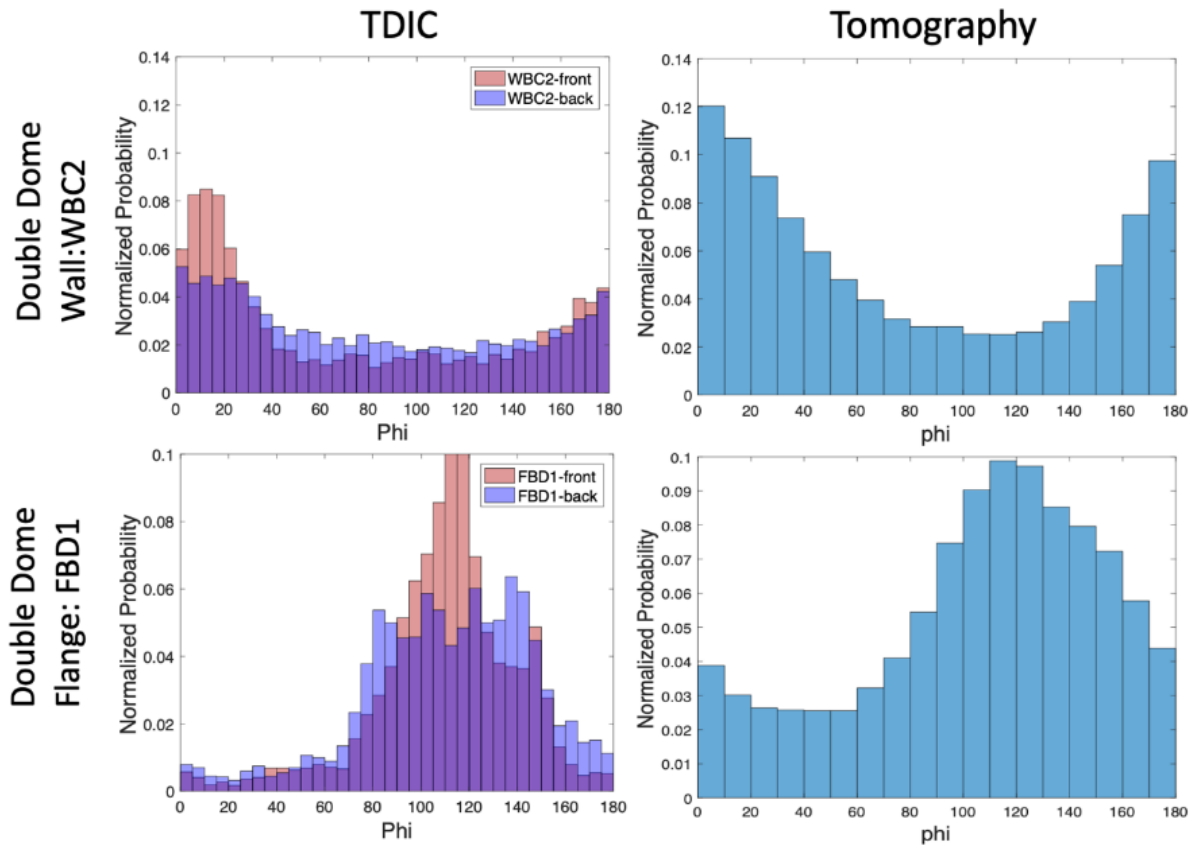 TDIC
Tomography
Double Dome
Wall:WBC2
Normalized Probability
0.14
0.12
0.1
0.08
0.06
0.04
0.02
0
0 20 40 60 80 100 120 140 160 180
Phi
WBC2-front
WBC2-back
Normalized Probability
0.14
0.12
0.1
0.08
0.06
0.04
0.02
0
0 20 40 60 80 100 120 140 160 180
phi
Double Dome
Flange: FBD1
Normalized Probability
0.1
0.08
0.06
0.04
0.02
0
0 20 40 60 80 100 120 140 160 180
Phi
FBD1-front
FBD1-back
Normalized Probability
0.1
0.09
0.08
0.07
0.06
0.05
0.04
0.03
0.02
0.01
0
0 20 40 60 80 100 120 140 160 180
phi